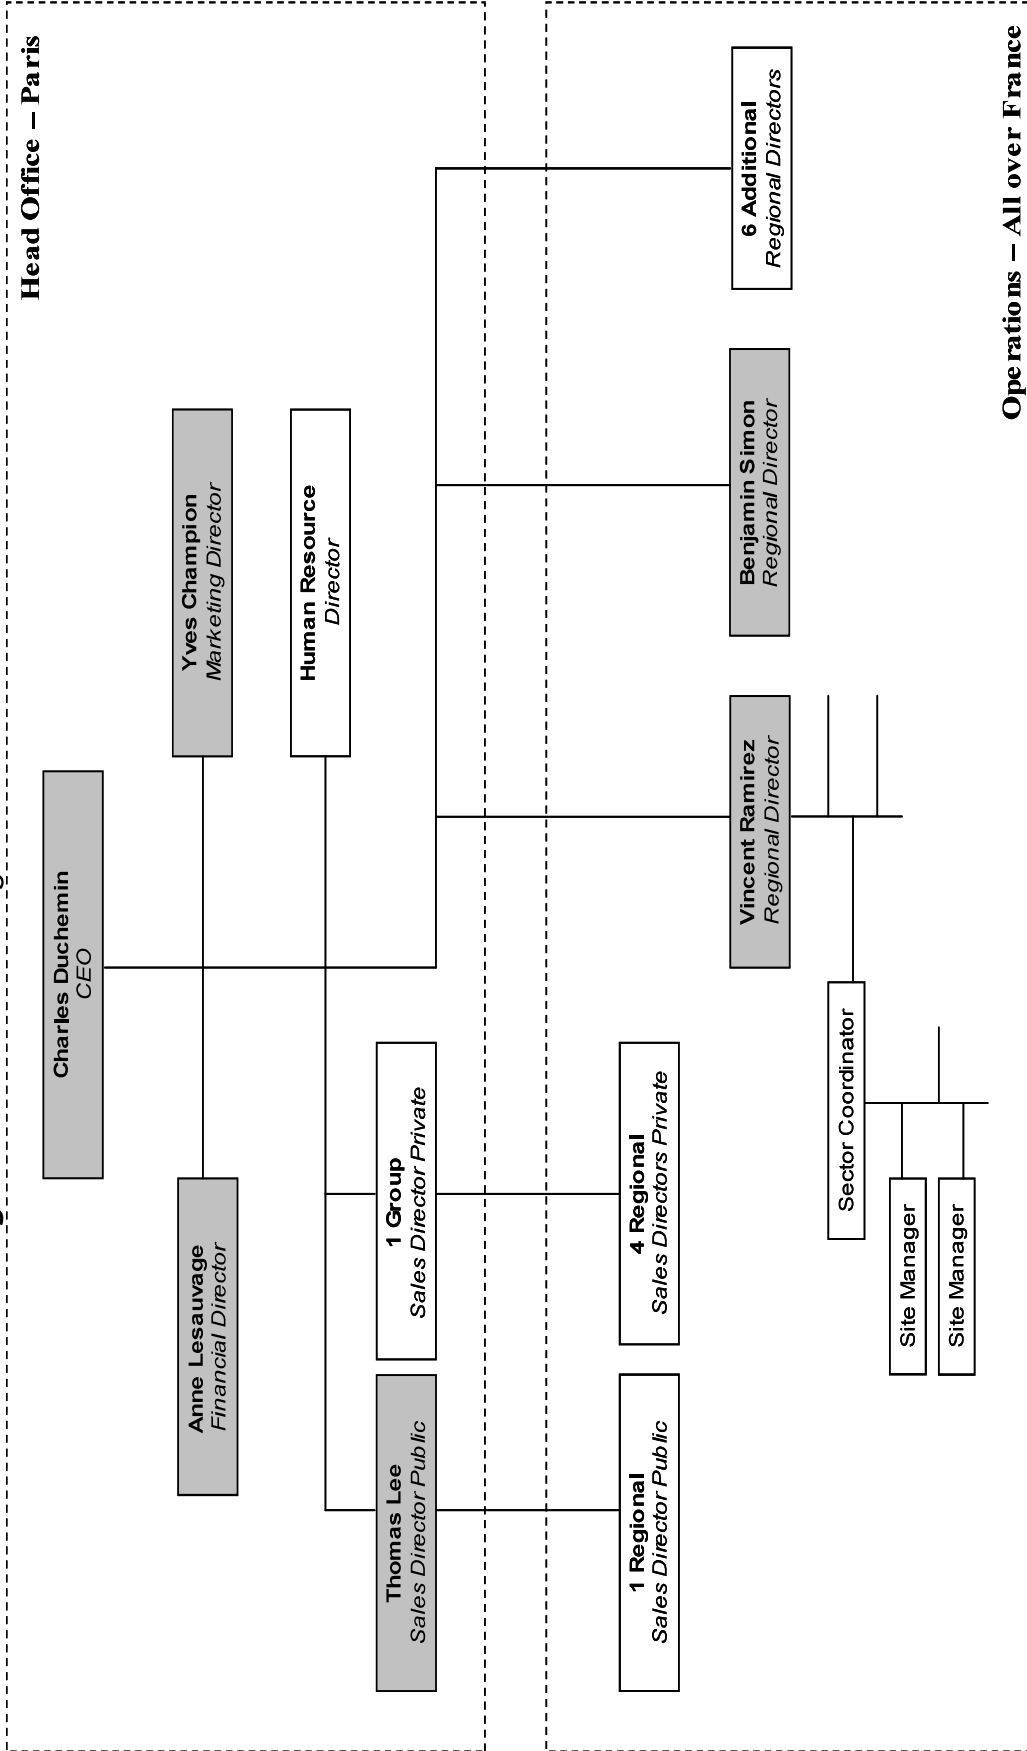 Head Office – Paris
Charles Duchemin
CEO
Anne Lesauvage
Financial Director
Yves Champion
Marketing Director
Human Resource
Director
Thomas Lee
Sales Director Public
1 Group
Sales Director Private
1 Regional
Sales Director Public
4 Regional
Sales Directors Private
Vincent Ramirez
Regional Director
Benjamin Simon
Regional Director
6 Additional
Regional Directors
Sector Coordinator
Site Manager
Site Manager
Operations – All over France